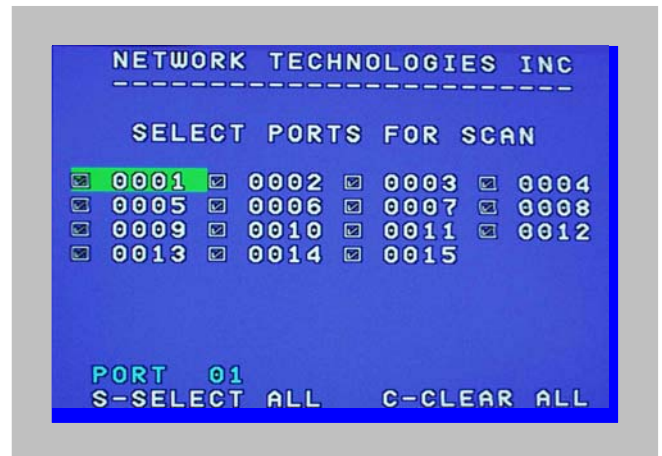 NETWORK TECHNOLOGIES INC
----------------------------
SELECT PORTS FOR SCAN
0001 0002 0003 0004
0005 0006 0007 0008
0009 0010 0011 0012
0013 0014 0015
PORT 01
S-SELECT ALL C-CLEAR ALL